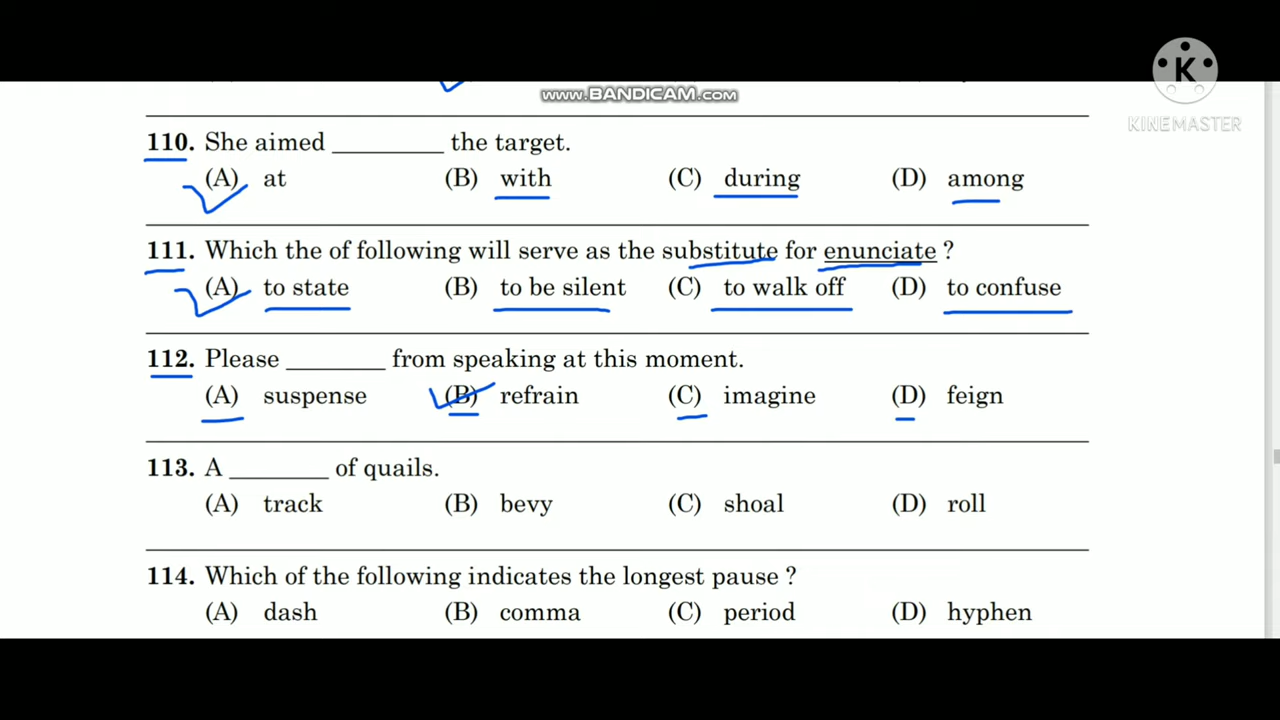 www.BANDICAM.com
K
KINEMASTER
110. She aimed ________ the target.
(A) at (B) with (C) during (D) among
111. Which the of following will serve as the substitute for enunciate ?
(A) to state (B) to be silent (C) to walk off (D) to confuse
112. Please ________ from speaking at this moment.
(A) suspense (B) refrain (C) imagine (D) feign
113. A ________ of quails.
(A) track (B) bevy (C) shoal (D) roll
114. Which of the following indicates the longest pause ?
(A) dash (B) comma (C) period (D) hyphen